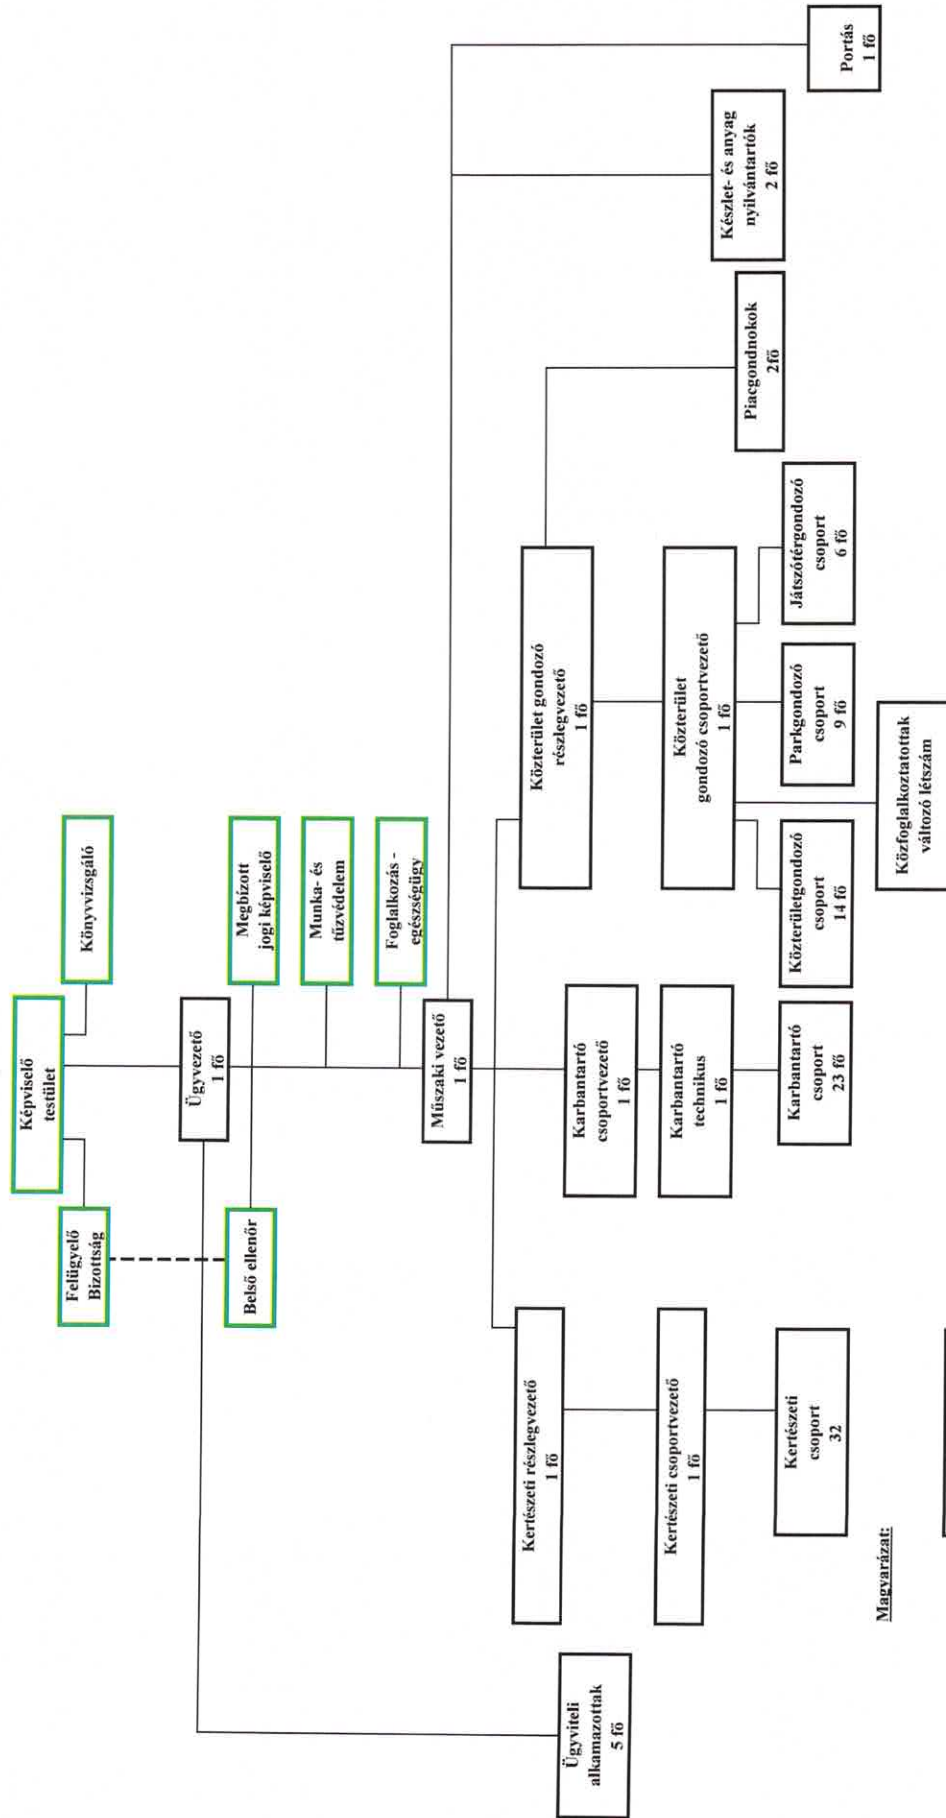 Képviselő
testület
Felügyelő
Bizottság
Könyvvizsgáló
Ügyvezető
1 fő
Belső ellenőr
Megbízott
jogi képviselő
Munka- és
tűzvédelem
Foglalkozás -
egészségügy
Műszaki vezető
1 fő
Ügyviteli
alkamazottak
5 fő
Kertészeti részlegvezető
1 fő
Kertészeti csoportvezető
1 fő
Kertészeti
csoport
32
Karbantartó
csoportvezető
1 fő
Karbantartó
technikus
1 fő
Karbantartó
csoport
23 fő
Közterület gondozó
részlegvezető
1 fő
Közterület
gondozó csoportvezető
1 fő
Közterületgondozó
csoport
14 fő
Parkgondozó
csoport
9 fő
Játszótérgondozó
csoport
6 fő
Közfoglalkoztatottak
változó létszám
Piacgondnokok
2fő
Készlet- és anyag
nyilvántartók
2 fő
Portás
1 fő
Magyarázat: